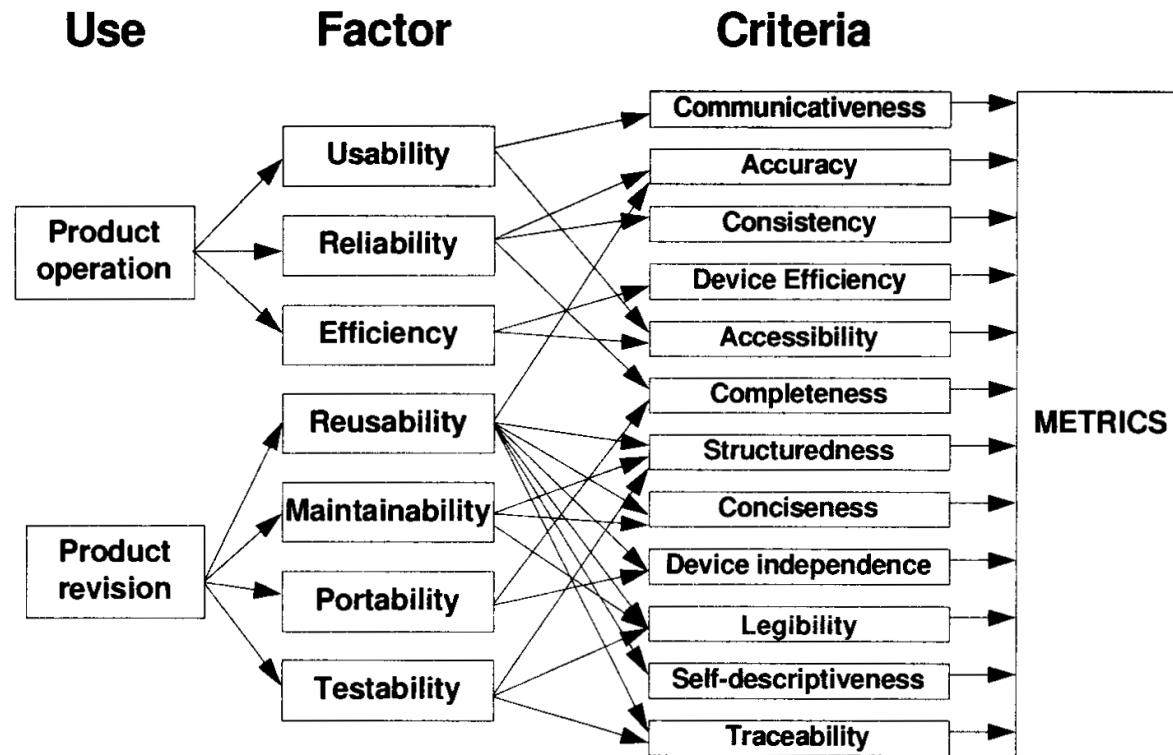 Use
Factor
Criteria
Product
operation
Product
revision
Usability
Reliability
Efficiency
Reusability
Maintainability
Portability
Testability
Communicativeness
Accuracy
Consistency
Device Efficiency
Accessibility
Completeness
Structuredness
Conciseness
Device independence
Legibility
Self-descriptiveness
Traceability
METRICS